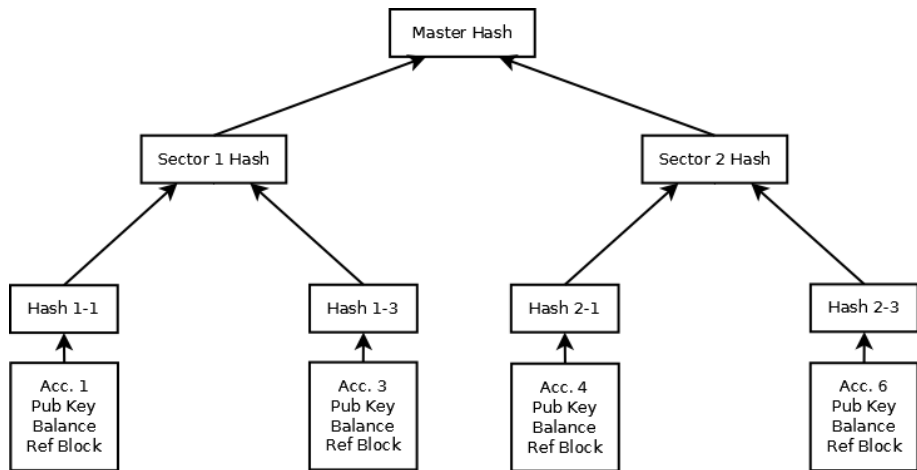 Master Hash
Sector 1 Hash
Sector 2 Hash
Hash 1-1
Hash 1-3
Hash 2-1
Hash 2-3
Acc. 1
Pub Key
Balance
Ref Block
Acc. 3
Pub Key
Balance
Ref Block
Acc. 4
Pub Key
Balance
Ref Block
Acc. 6
Pub Key
Balance
Ref Block